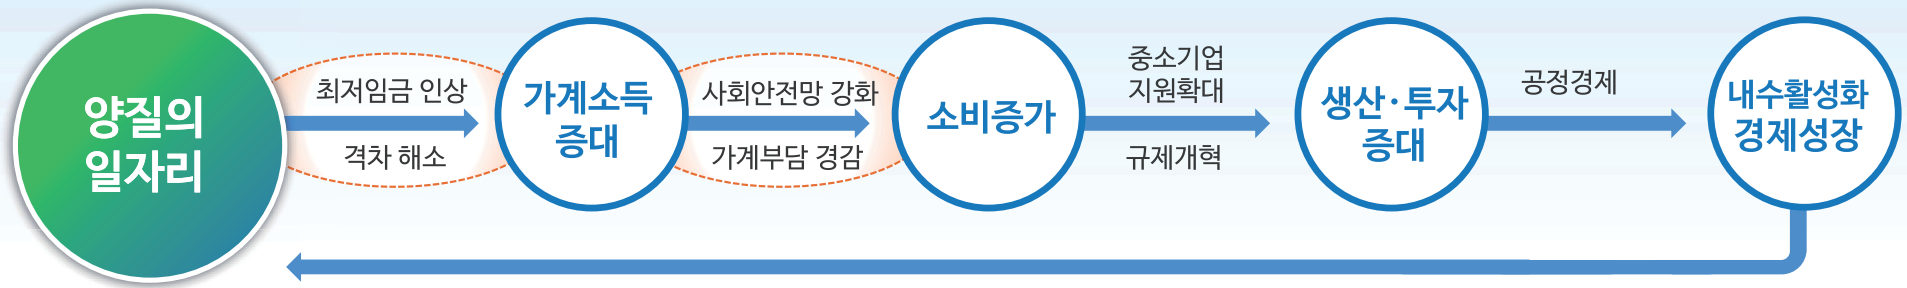 양질의
일자리
최저임금 인상
격차 해소
가계소득
증대
사회안전망 강화
가계부담 경감
소비증가
중소기업
지원확대
규제개혁
생산·투자
증대
공정경제
내수활성화
경제성장